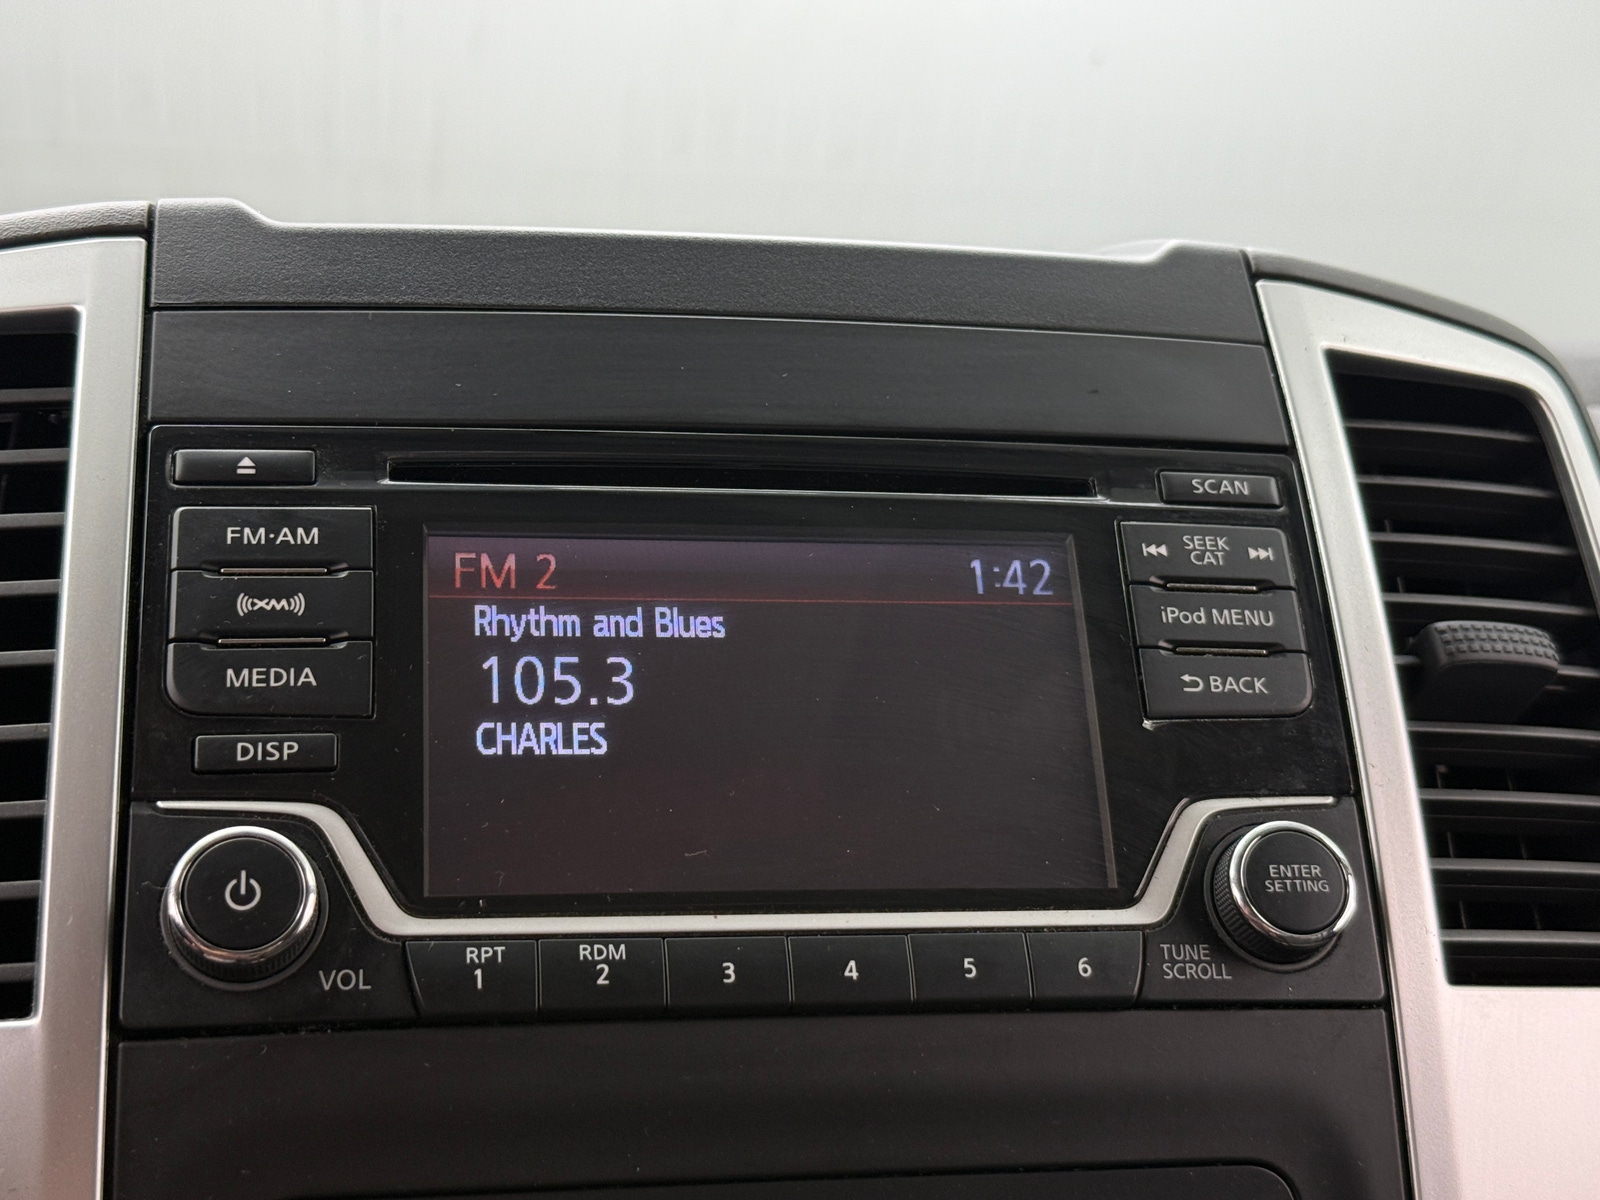 SCAN
FM·AM
SEEK
CAT
FM 2 1:42
XM
Rhythm and Blues
iPod MENU
MEDIA
105.3
BACK
CHARLES
DISP
ENTER
SETTING
VOL
RPT
1
RDM
2
3
4
5
6
TUNE
SCROLL